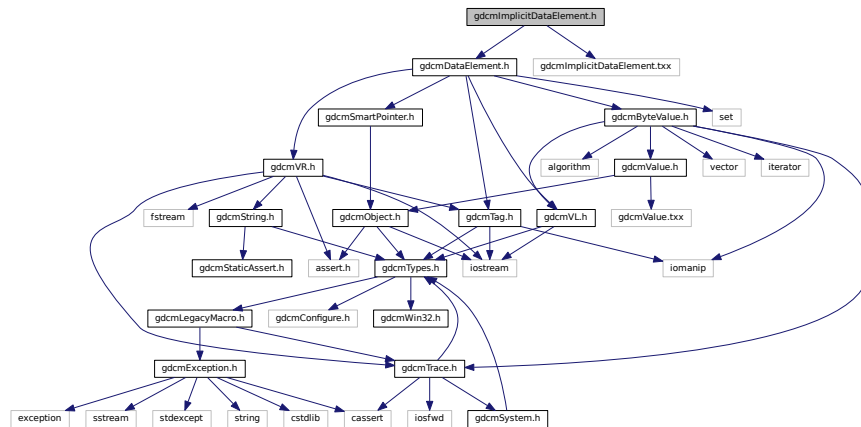 gdcmImplicitDataElement.h
gdcmDataElement.h
gdcmImplicitDataElement.txx
gdcmSmartPointer.h
gdcmByteValue.h
set
gdcmVR.h
algorithm
gdcmValue.h
vector
iterator
fstream
gdcmString.h
gdcmObject.h
gdcmTag.h
gdcmVL.h
gdcmValue.txx
gdcmStaticAssert.h
assert.h
gdcmTypes.h
iostream
iomanip
gdcmLegacyMacro.h
gdcmConfigure.h
gdcmWin32.h
gdcmException.h
gdcmTrace.h
exception
sstream
stdexcept
string
cstdlib
cassert
iosfwd
gdcmSystem.h